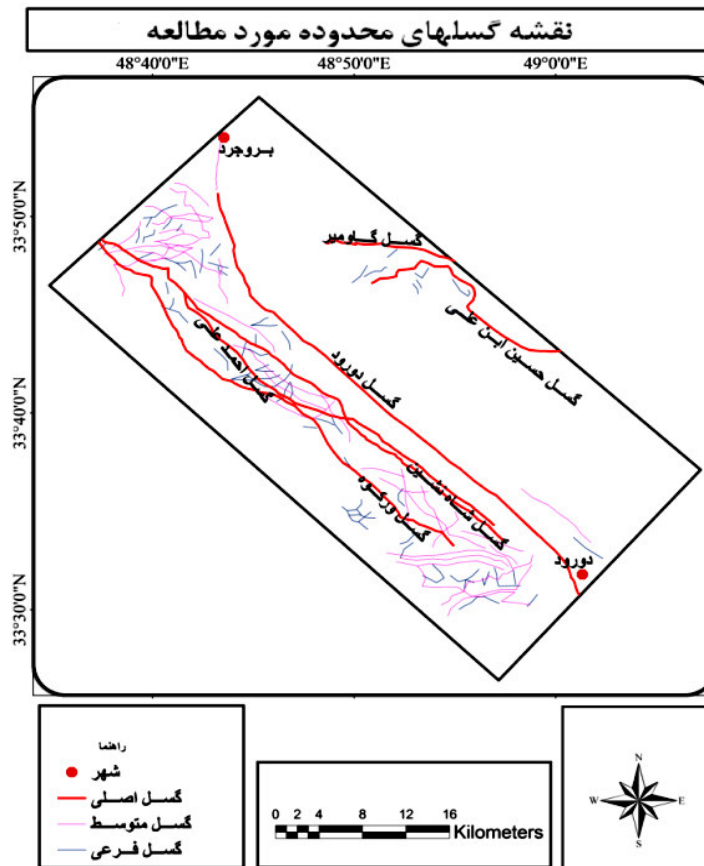 نقشه گسلهای محدوده مورد مطالعه
48°40'0"E
48°50'0"E
49°0'0"E
33°50'0"N
33°40'0"N
33°30'0"N
بروجرد
گسل گاومیر
گسل حسین ابن علی
گسل احمد علی
گسل دورود
گسل شاه نشین
گسل ورکوه
دورود
راهنما
شهر
گسل اصلی
گسل متوسط
گسل فرعی
0 2 4 8 12 16
Kilometers
N
W E
S